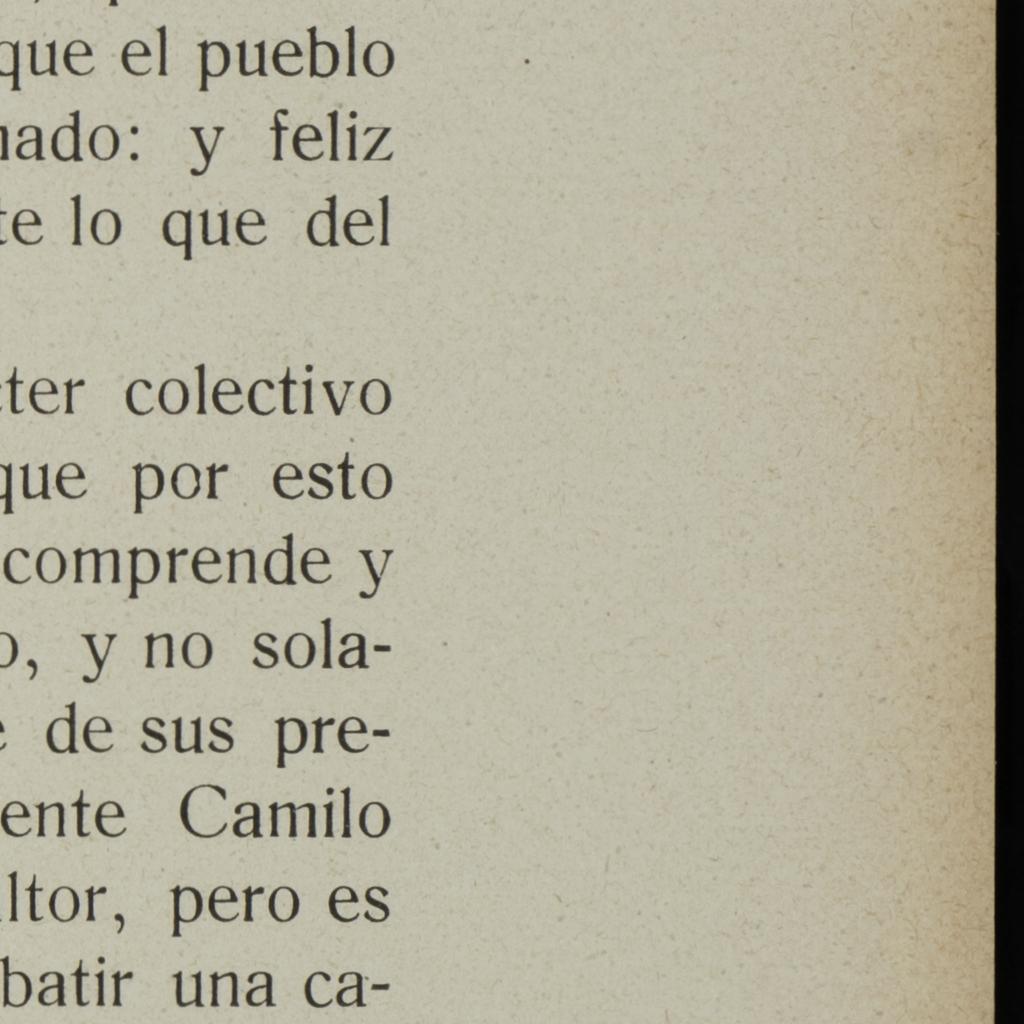 que el pueblo
nado: y feliz
te lo que del
cter colectivo
que por esto
comprende y
o, y no sola-
e de sus pre-
ente Camilo
ltor, pero es
batir una ca-